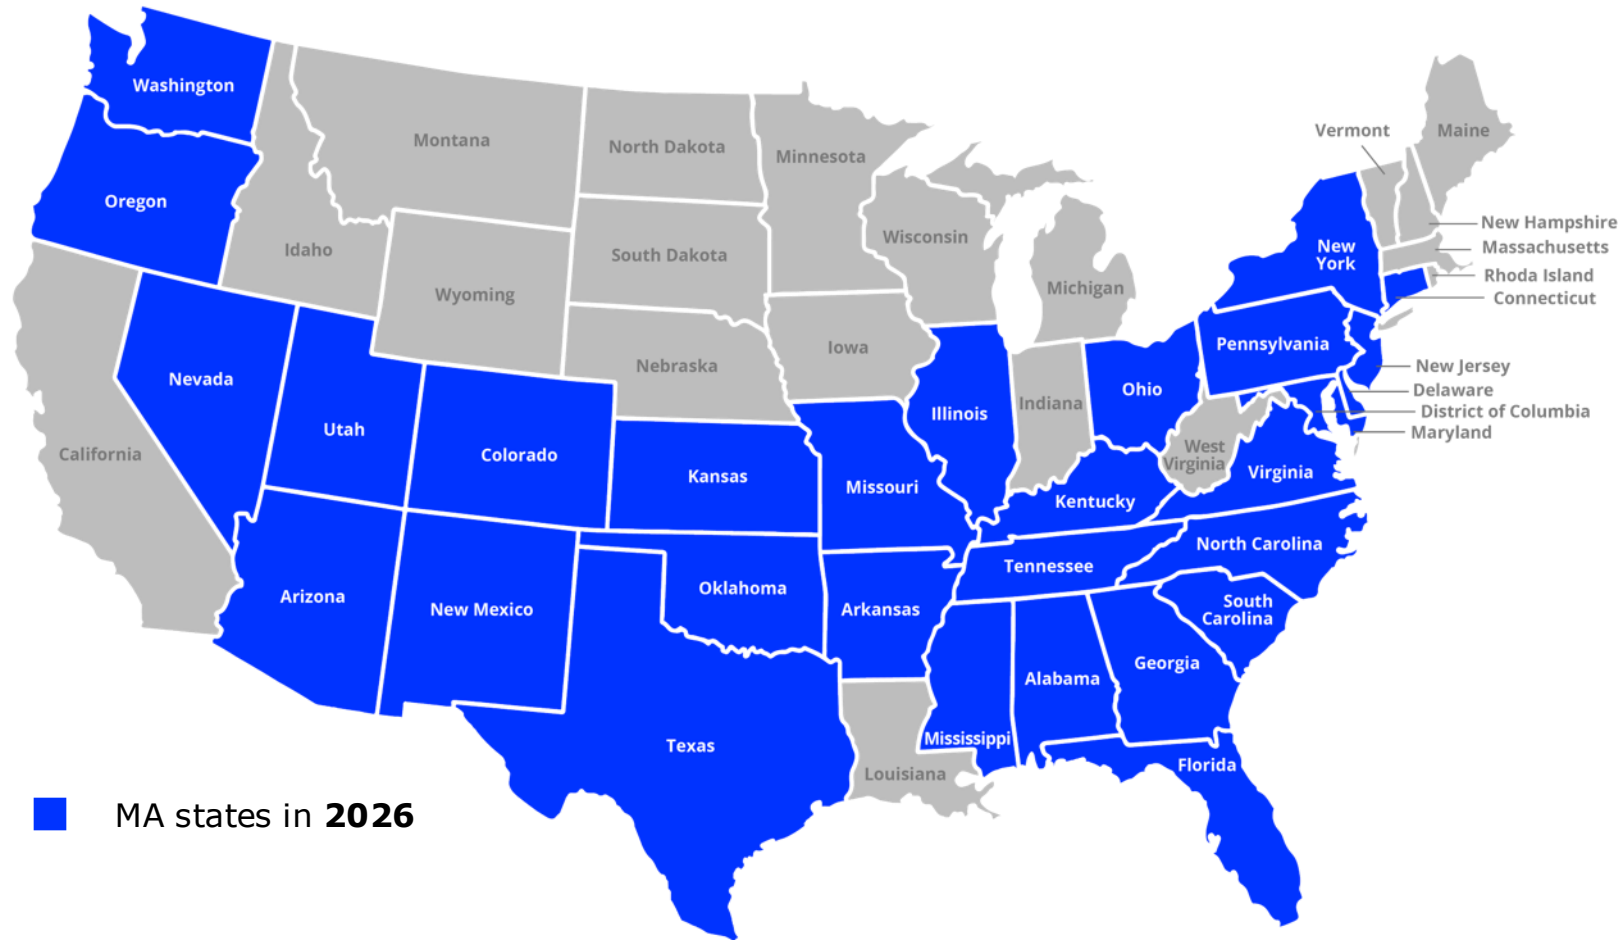 Washington
Montana
North Dakota
Minnesota
Vermont
Maine
Oregon
Idaho
Wyoming
South Dakota
Wisconsin
Michigan
New
York
New Hampshire
Massachusetts
Rhoda Island
Connecticut
Nevada
Utah
Colorado
Nebraska
Iowa
Illinois
Indiana
Ohio
Pennsylvania
New Jersey
Delaware
District of Columbia
Maryland
California
Kansas
Missouri
Kentucky
West
Virginia
Virginia
Arizona
New Mexico
Oklahoma
Arkansas
Tennessee
North Carolina
South
Carolina
Texas
Louisiana
Mississippi
Alabama
Georgia
Florida
MA states in 2026